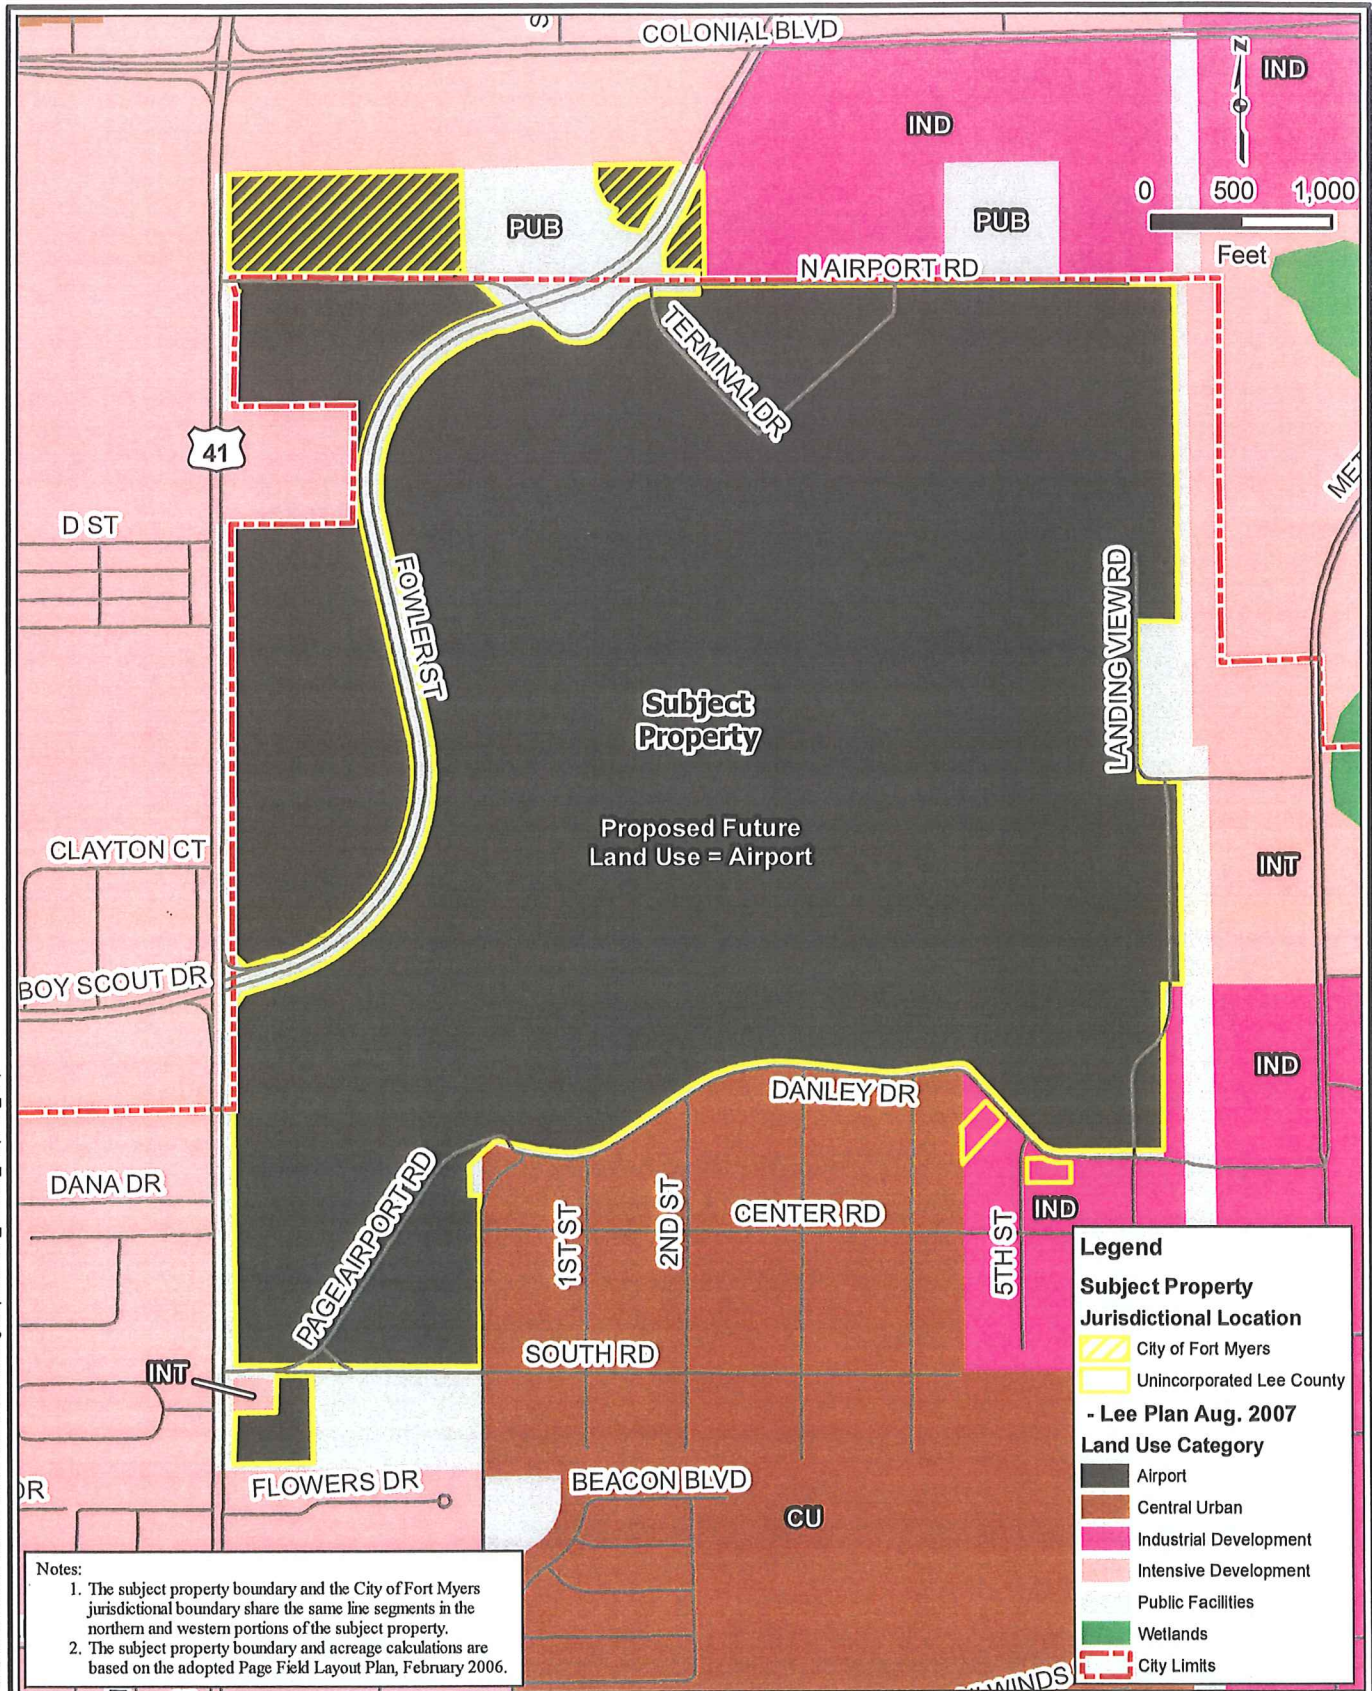 COLONIAL BLVD
S
N
IND
IND
0 500 1,000
Feet
PUB
PUB
N AIRPORT RD
TERMINAL DR
41
MET
D ST
FOWLER ST
LANDING VIEW RD
Subject
Property
Proposed Future
Land Use = Airport
CLAYTON CT
INT
BOY SCOUT DR
IND
DANLEY DR
DANA DR
PAGE AIRPORT RD
1ST ST
2ND ST
CENTER RD
5TH ST
IND
SOUTH RD
INT
FLOWERS DR
DR
BEACON BLVD
CU
WINDS
Legend
Subject Property
Jurisdictional Location
City of Fort Myers
Unincorporated Lee County
- Lee Plan Aug. 2007
Land Use Category
Airport
Central Urban
Industrial Development
Intensive Development
Public Facilities
Wetlands
City Limits
Notes:
1. The subject property boundary and the City of Fort Myers
jurisdictional boundary share the same line segments in the
northern and western portions of the subject property.
2. The subject property boundary and acreage calculations are
based on the adopted Page Field Layout Plan, February 2006.